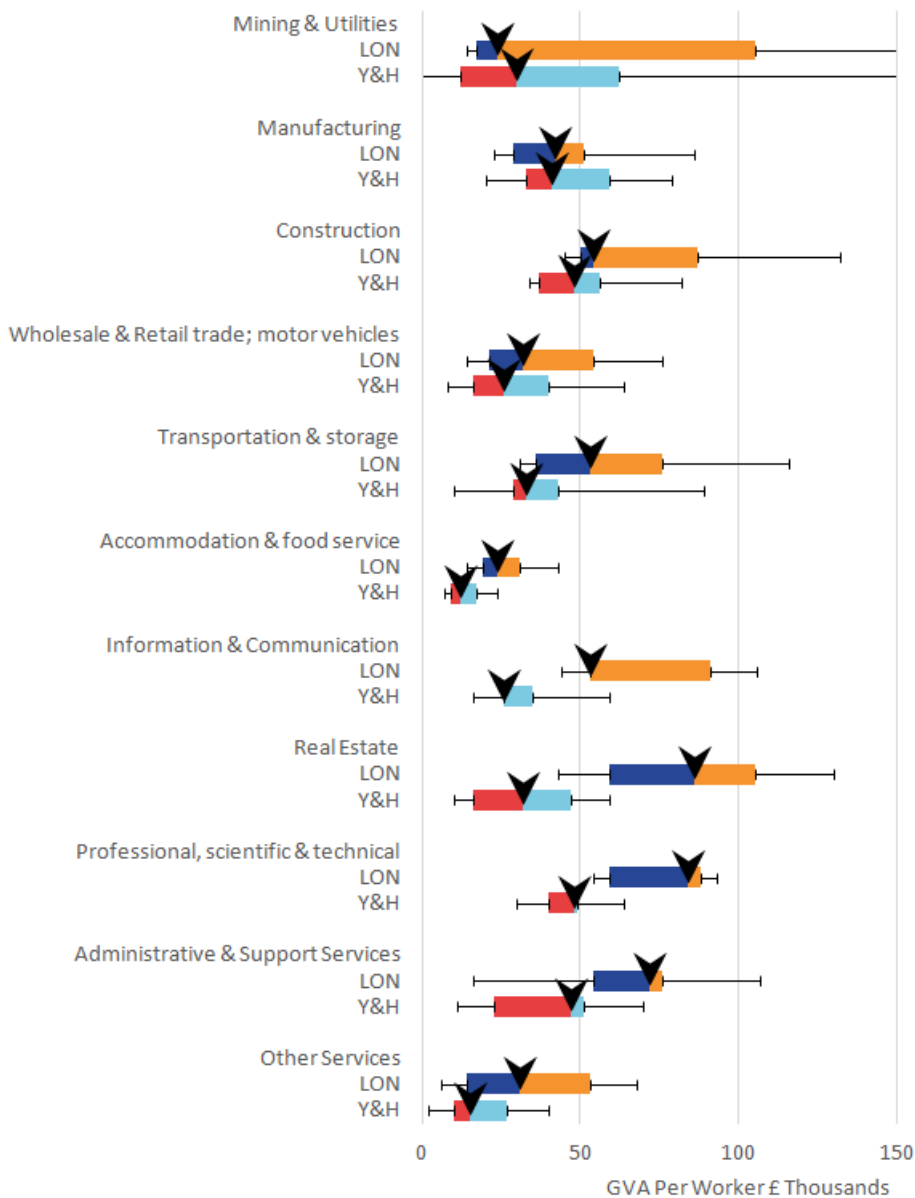 Mining & Utilities
LON
Y&H
Manufacturing
LON
Y&H
Construction
LON
Y&H
Wholesale & Retail trade; motor vehicles
LON
Y&H
Transportation & storage
LON
Y&H
Accommodation & food service
LON
Y&H
Information & Communication
LON
Y&H
Real Estate
LON
Y&H
Professional, scientific & technical
LON
Y&H
Administrative & Support Services
LON
Y&H
Other Services
LON
Y&H
0 50 100 150
GVA Per Worker £ Thousands